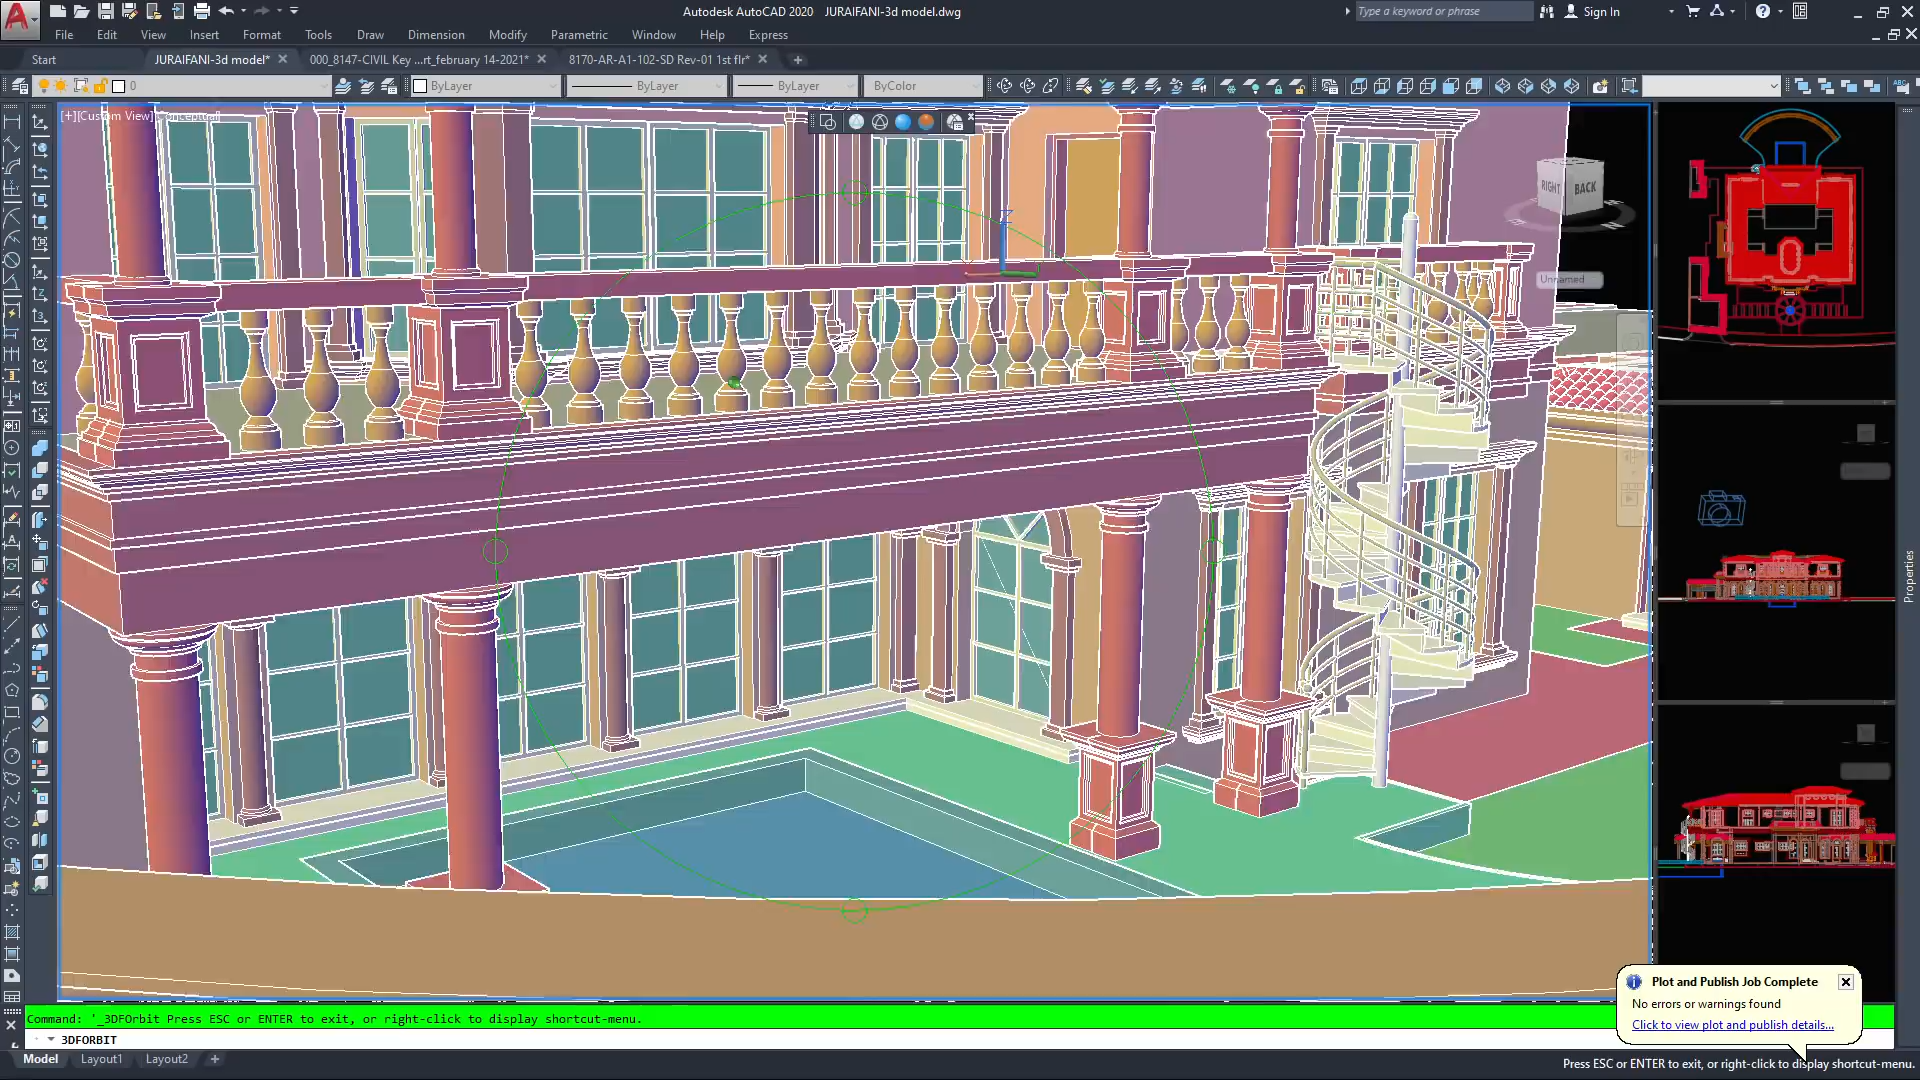 Autodesk AutoCAD 2020 JURAIFANI-3d model.dwg
Type a keyword or phrase
Sign In
File Edit View Insert Format Tools Draw Dimension Modify Parametric Window Help Express
Start
JURAIFANI-3d model*
000_8147-CIVIL Key ...rt_february 14-2021*
8170-AR-A1-102-SD Rev-01 1st flr*
0
ByLayer
ByLayer
ByLayer
ByColor
[+][Custom View][Conceptual]
RIGHT
BACK
Unnamed
Properties
Plot and Publish Job Complete
No errors or warnings found
Click to view plot and publish details...
Command: '_3DFOrbit Press ESC or ENTER to exit, or right-click to display shortcut-menu.
3DFORBIT
Model Layout1 Layout2
Press ESC or ENTER to exit, or right-click to display shortcut-menu.